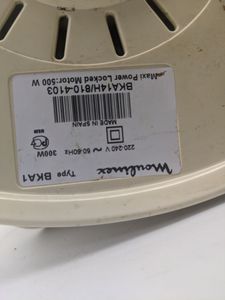 Moulinex
Type BKA1
220-240 V ~ 50-60Hz
300W
MADE IN SPAIN
BKA14H/810-4103
Maxi Power Locked Motor:500 W